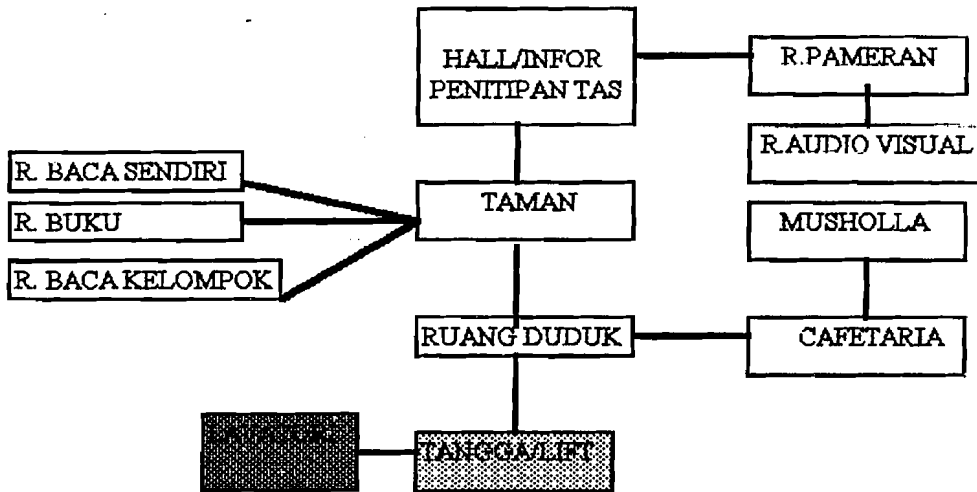 HALL/INFOR
PENITIPAN TAS
R.PAMERAN
R.AUDIO VISUAL
R. BACA SENDIRI
TAMAN
MUSHOLLA
R. BUKU
R. BACA KELOMPOK
RUANG DUDUK
CAFETARIA
TANGGA/LIFT